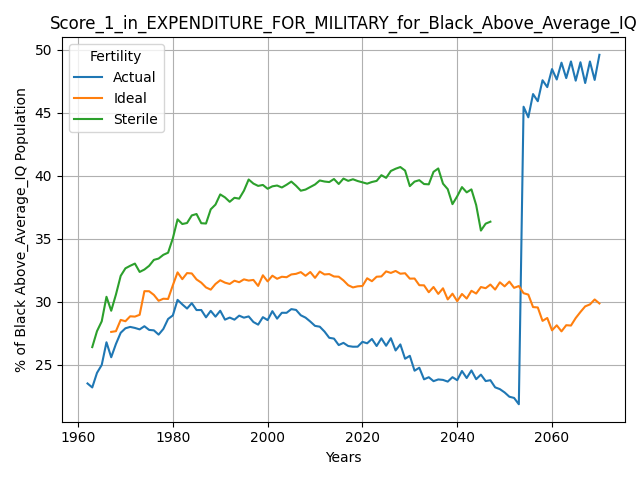 Score_1_in_EXPENDITURE_FOR_MILITARY_for_Black_Above_Average_IQ
% of Black Above_Average_IQ Population
50
45
40
35
30
25
Fertility
Actual
Ideal
Sterile
1960
1980
2000
2020
2040
2060
Years